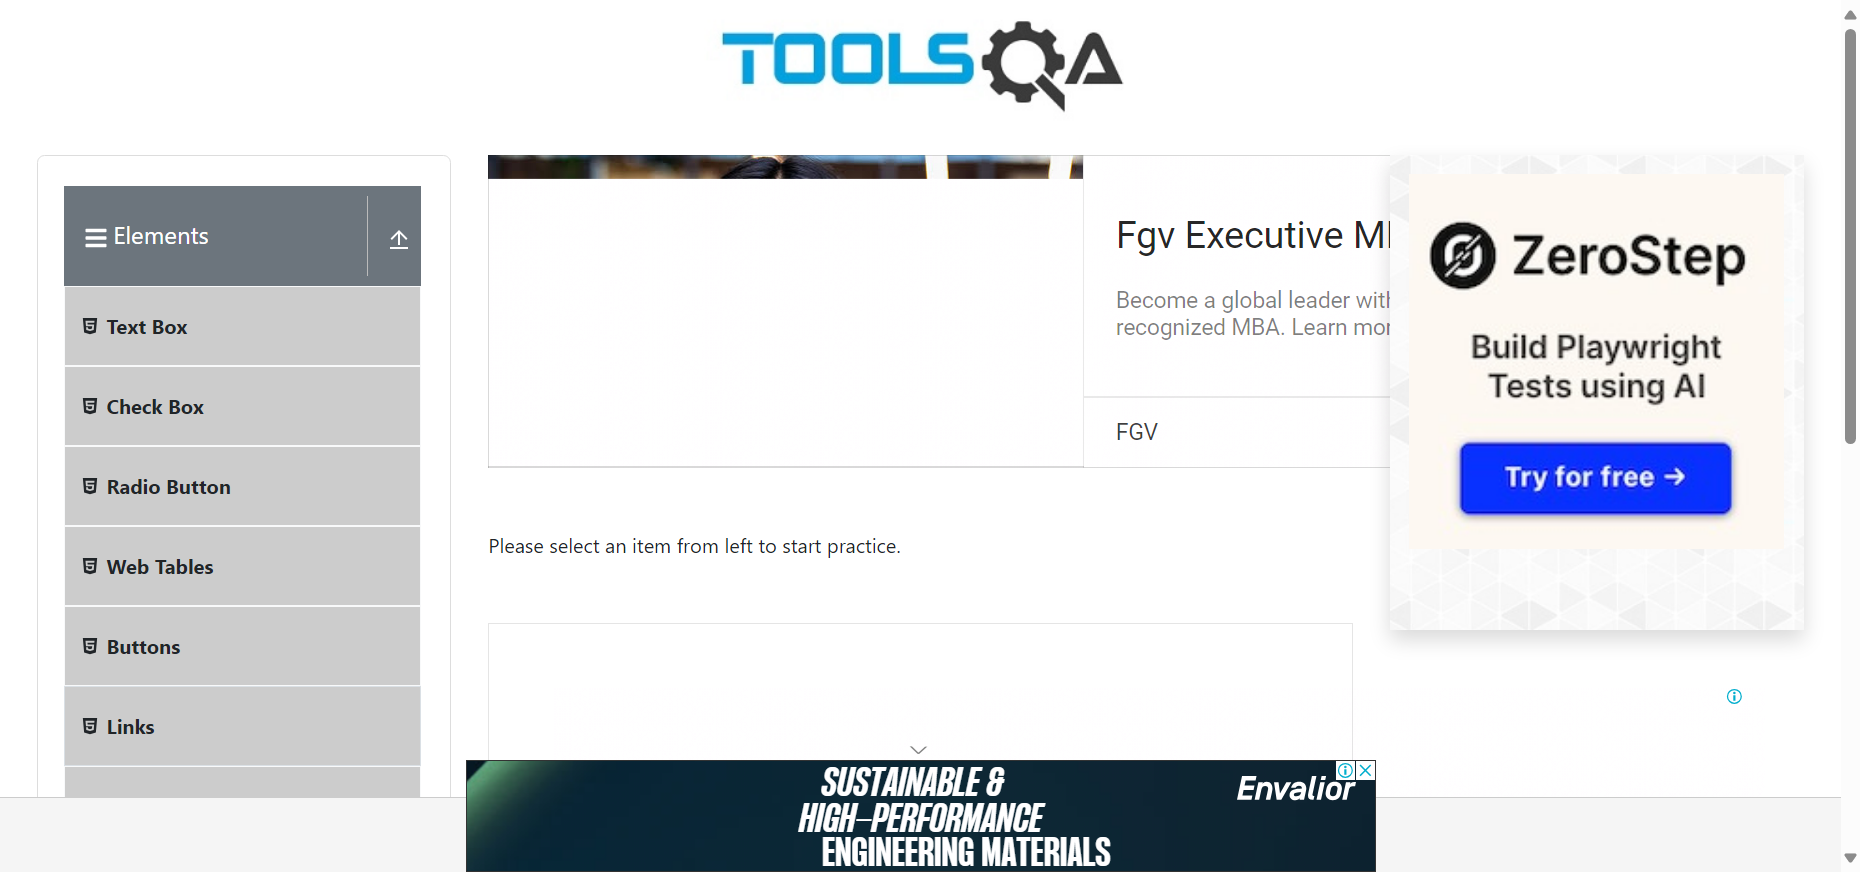 TOOLSQA
Elements
Text Box
Check Box
Radio Button
Web Tables
Buttons
Links
Fgv Executive M
Become a global leader with
recognized MBA. Learn mor
FGV
Please select an item from left to start practice.
ZeroStep
Build Playwright
Tests using AI
Try for free →
SUSTAINABLE &
HIGH–PERFORMANCE
ENGINEERING MATERIALS
Envalior